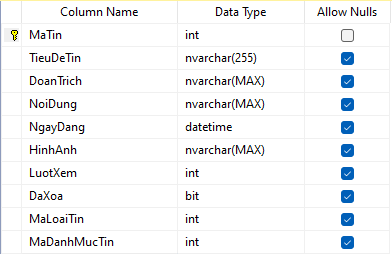 Column Name Data Type Allow Nulls
MaTin int
TieuDeTin nvarchar(255)
DoanTrich nvarchar(MAX)
NoiDung nvarchar(MAX)
NgayDang datetime
HinhAnh nvarchar(MAX)
LuotXem int
DaXoa bit
MaLoaiTin int
MaDanhMucTin int